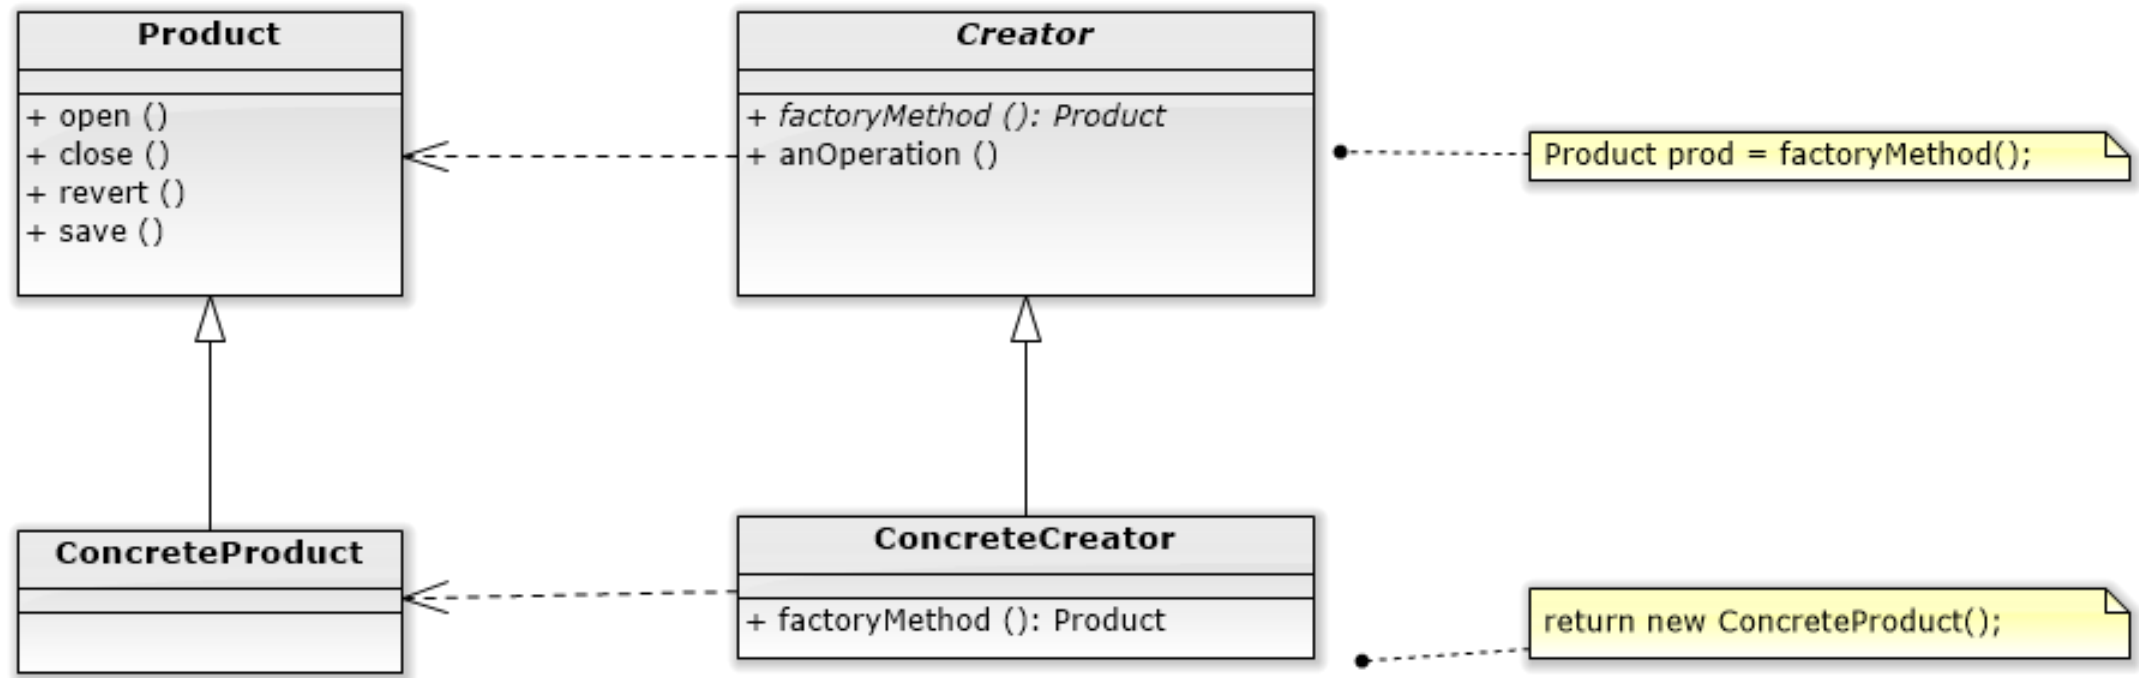 Product
+ open ()
+ close ()
+ revert ()
+ save ()
Creator
+ factoryMethod (): Product
+ anOperation ()
Product prod = factoryMethod();
ConcreteProduct
ConcreteCreator
+ factoryMethod (): Product
return new ConcreteProduct();